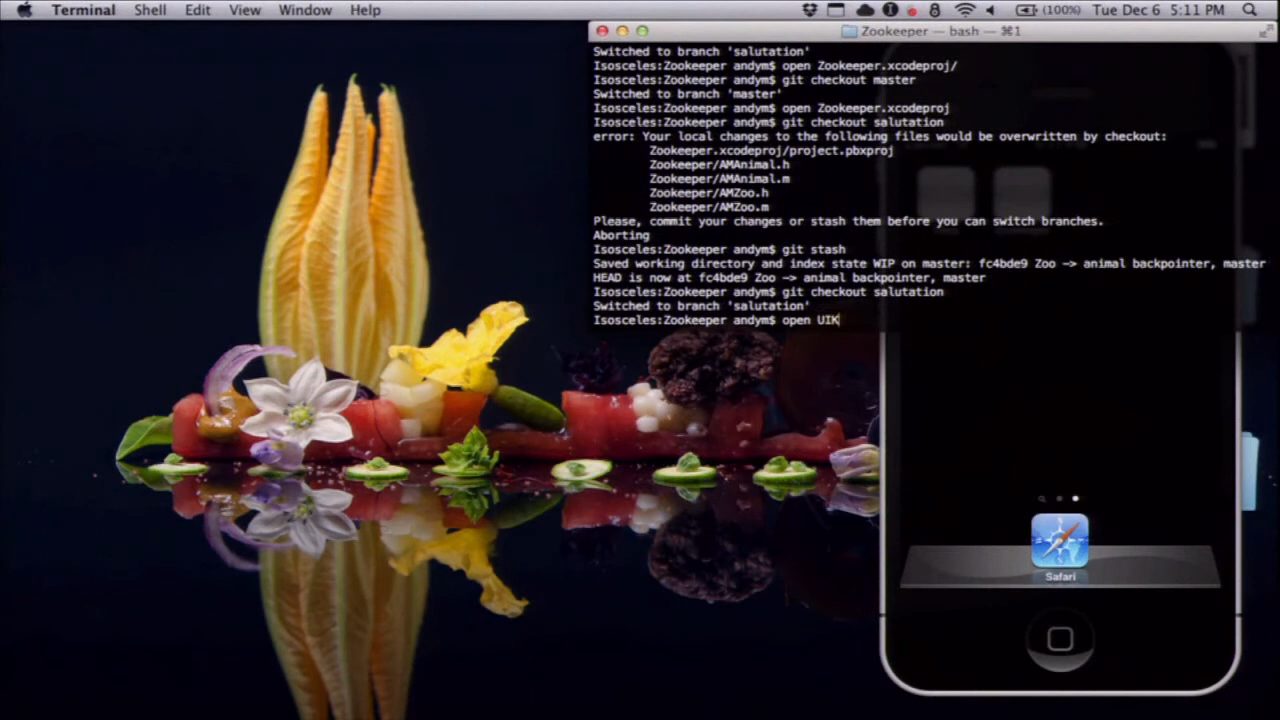 Terminal Shell Edit View Window Help (100%) Tue Dec 6 5:11 PM
Zookeeper — bash — ⌘1
Switched to branch 'salutation'
Isosceles:Zookeeper andym$ open Zookeeper.xcodeproj/
Isosceles:Zookeeper andym$ git checkout master
Switched to branch 'master'
Isosceles:Zookeeper andym$ open Zookeeper.xcodeproj
Isosceles:Zookeeper andym$ git checkout salutation
error: Your local changes to the following files would be overwritten by checkout:
Zookeeper.xcodeproj/project.pbxproj
Zookeeper/AMAnimal.h
Zookeeper/AMAnimal.m
Zookeeper/AMZoo.h
Zookeeper/AMZoo.m
Please, commit your changes or stash them before you can switch branches.
Aborting
Isosceles:Zookeeper andym$ git stash
Saved working directory and index state WIP on master: fc4bde9 Zoo -> animal backpointer, master
HEAD is now at fc4bde9 Zoo -> animal backpointer, master
Isosceles:Zookeeper andym$ git checkout salutation
Switched to branch 'salutation'
Isosceles:Zookeeper andym$ open UIK
Safari